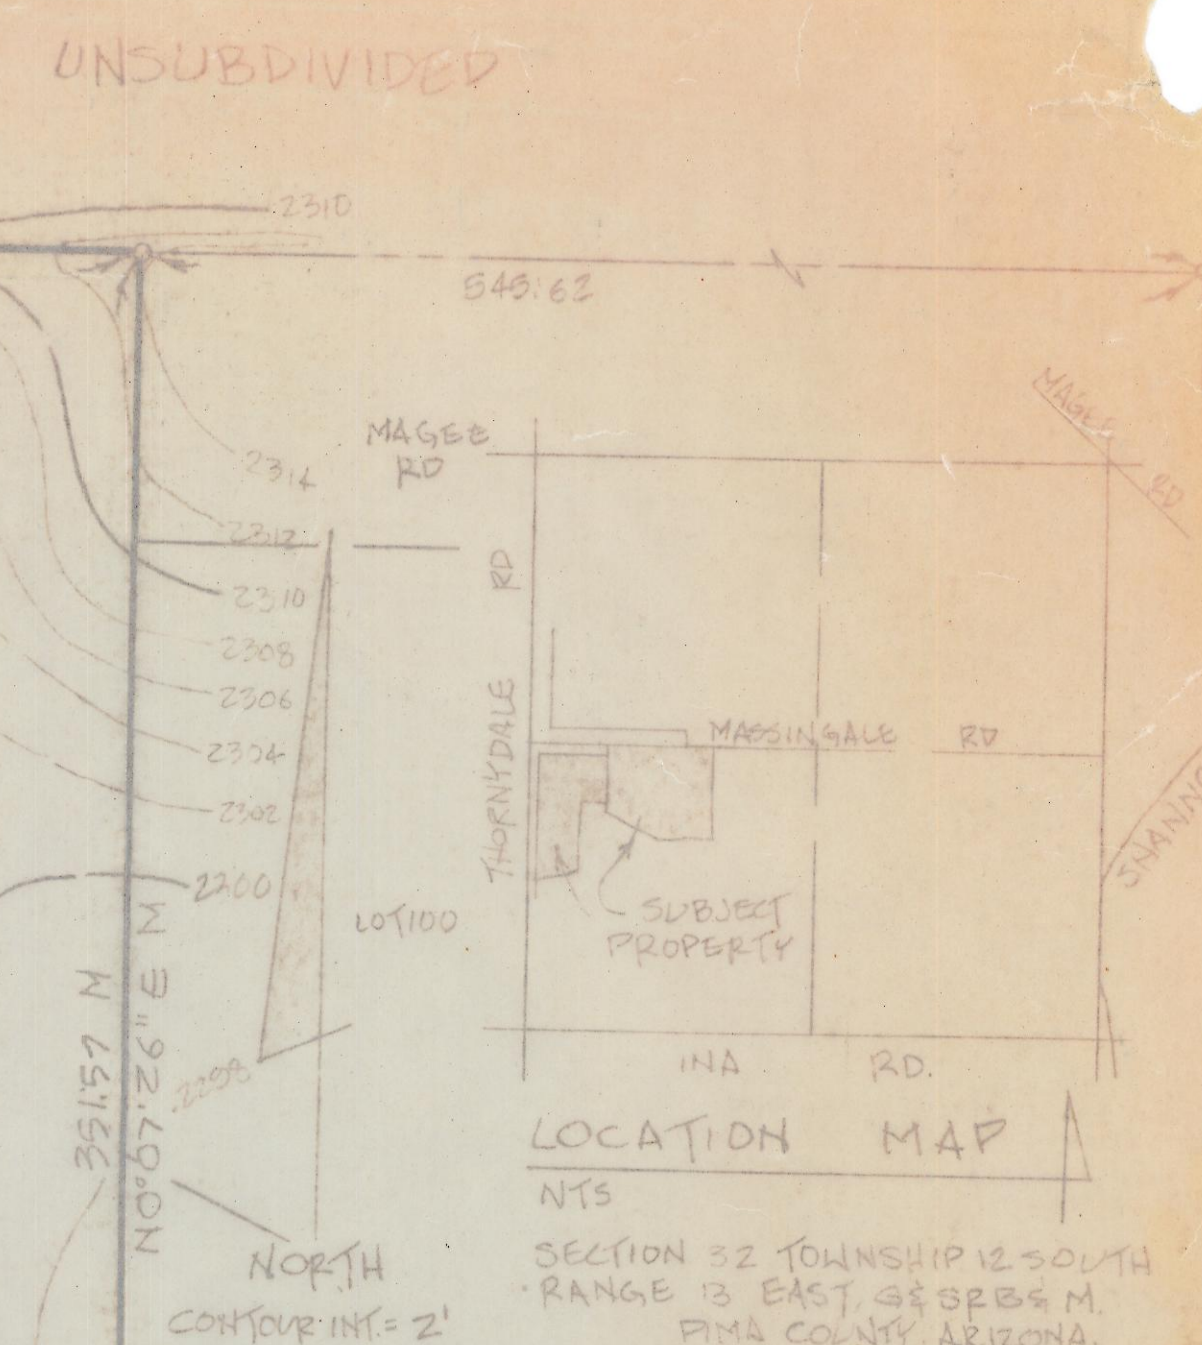 UNSUBDIVIDED
2310
545.62
MAGEE
RD
MAGEE
RD
2314
2312
2310
2308
2306
2304
2302
2200
2298
THORNYDALE RD
MASSINGALE RD
SUBJECT
PROPERTY
LOT 100
351.57 M
N0°07'26" E M
INA RD.
LOCATION MAP
NTS
NORTH
CONTOUR INT. = 2'
SECTION 32 TOWNSHIP 12 SOUTH
RANGE 13 EAST, G & SRB & M.
PIMA COUNTY, ARIZONA.